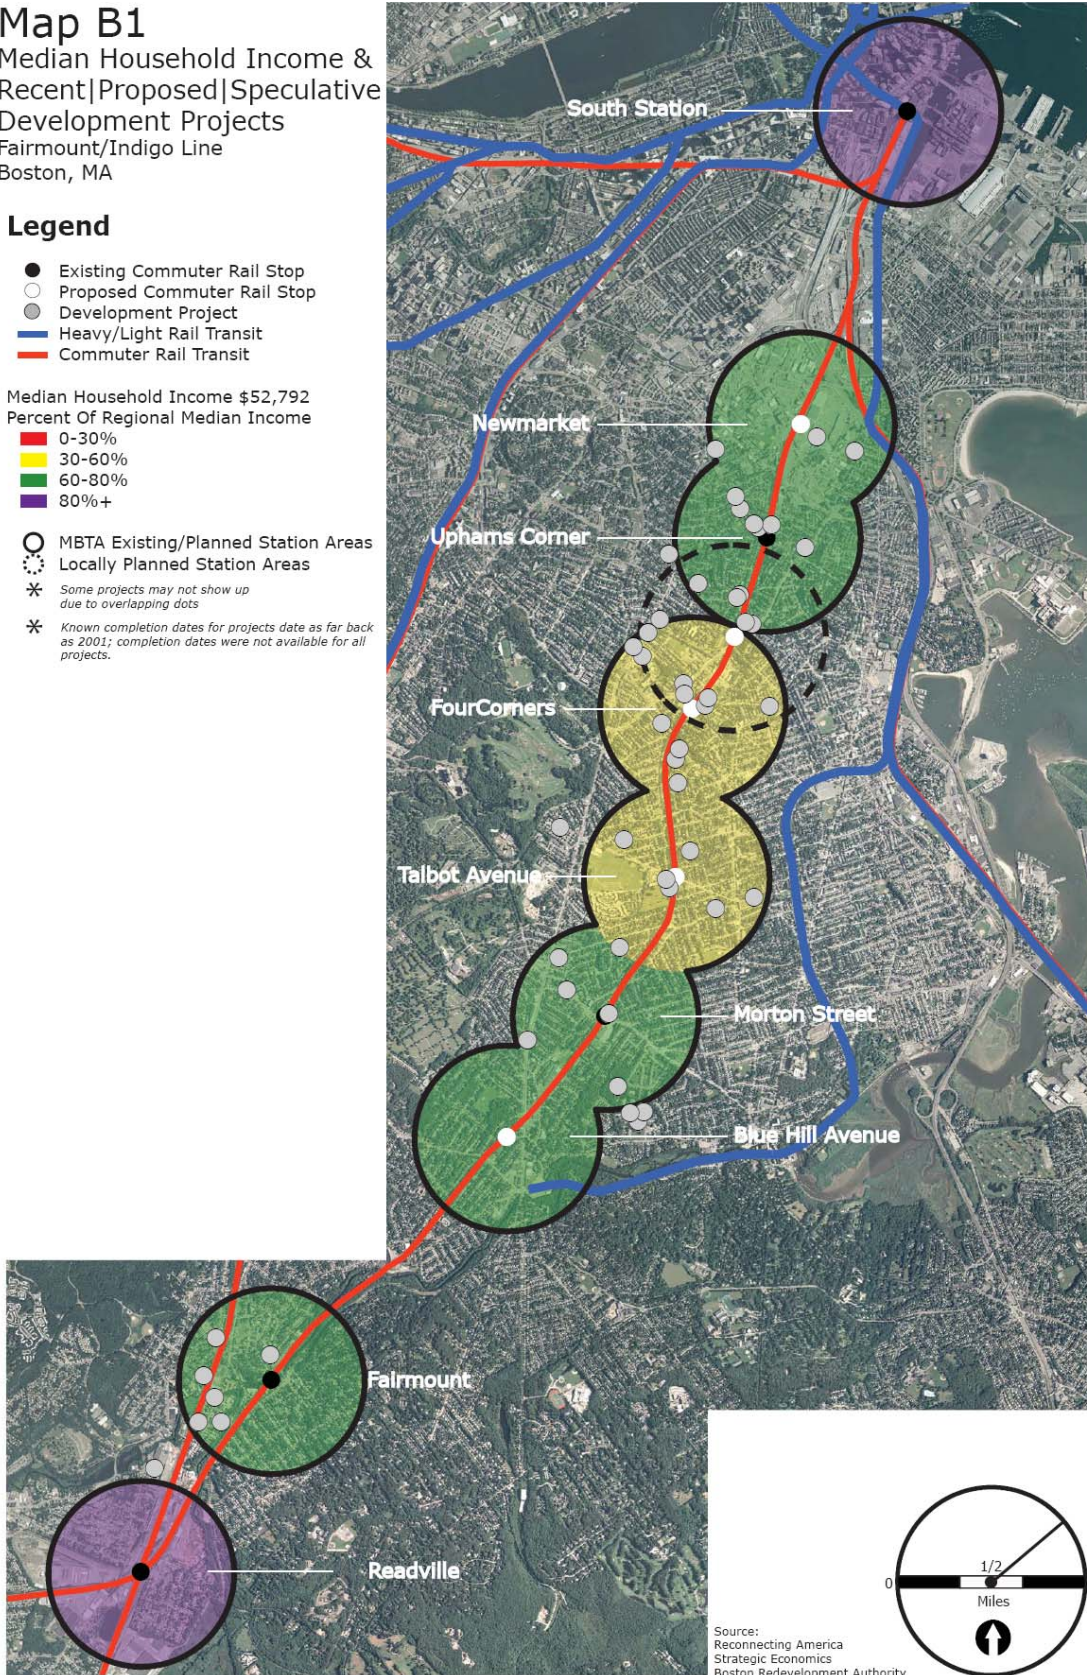 Map B1
Median Household Income &
Recent|Proposed|Speculative
Development Projects
Fairmount/Indigo Line
Boston, MA
Legend
Existing Commuter Rail Stop
Proposed Commuter Rail Stop
Development Project
Heavy/Light Rail Transit
Commuter Rail Transit
Median Household Income $52,792
Percent Of Regional Median Income
0-30%
30-60%
60-80%
80%+
MBTA Existing/Planned Station Areas
Locally Planned Station Areas
* Some projects may not show up
due to overlapping dots
* Known completion dates for projects date as far back
as 2001; completion dates were not available for all
projects.
South Station
Newmarket
Uphams Corner
FourCorners
Talbot Avenue
Morton Street
Blue Hill Avenue
Fairmount
Readville
1/2
0
Miles
Source:
Reconnecting America
Strategic Economics
Boston Redevelopment Authority